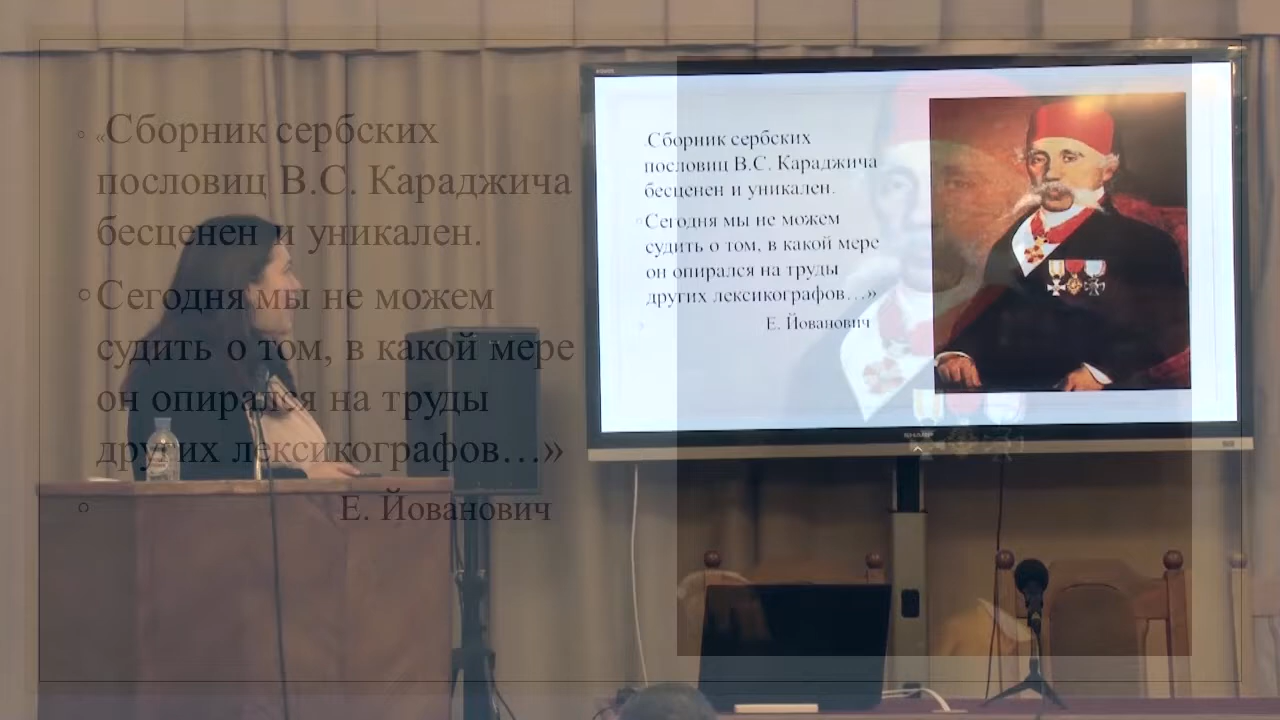 «Сборник сербских
пословиц В.С. Караджича
бесценен и уникален.
Сегодня мы не можем
судить о том, в какой мере
он опирался на труды
других лексикографов…»
Е. Йованович
Сборник сербских
пословиц В.С. Караджича
бесценен и уникален.
Сегодня мы не можем
судить о том, в какой мере
он опирался на труды
других лексикографов…»
Е. Йованович
SHARP